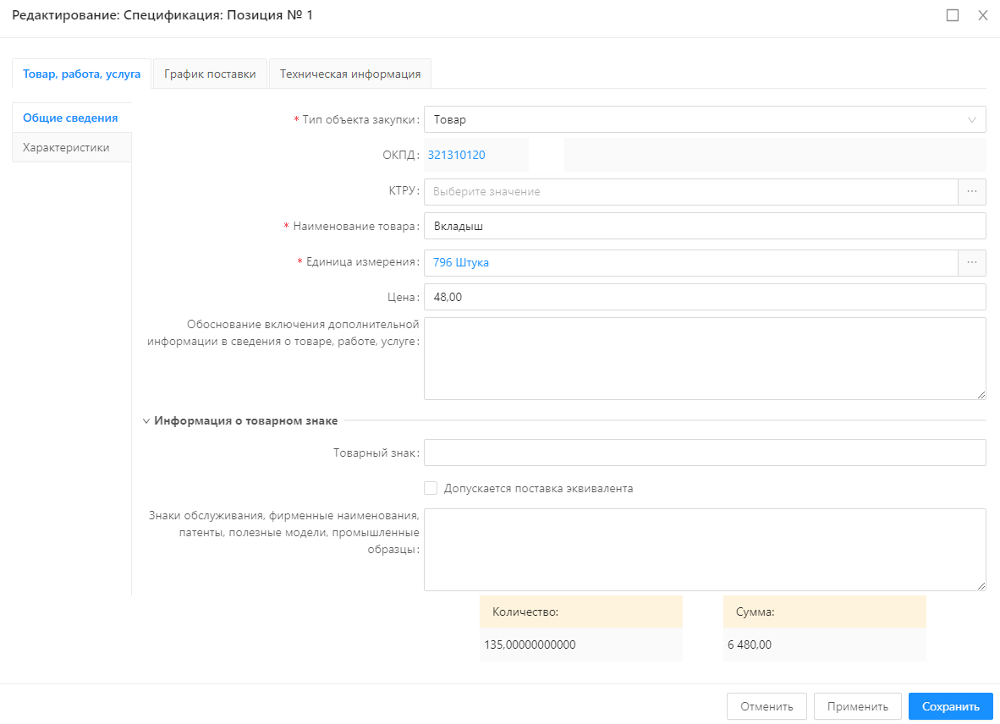 Редактирование: Спецификация: Позиция № 1
Товар, работа, услуга
График поставки
Техническая информация
Общие сведения
Характеристики
* Тип объекта закупки: Товар
ОКПД: 321310120
КТРУ: Выберите значение ...
* Наименование товара: Вкладыш
* Единица измерения: 796 Штука ...
Цена: 48,00
Обоснование включения дополнительной
информации в сведения о товаре, работе, услуге:
Информация о товарном знаке
Товарный знак:
Допускается поставка эквивалента
Знаки обслуживания, фирменные наименования,
патенты, полезные модели, промышленные
образцы:
Количество:
135,00000000000
Сумма:
6 480,00
Отменить
Применить
Сохранить